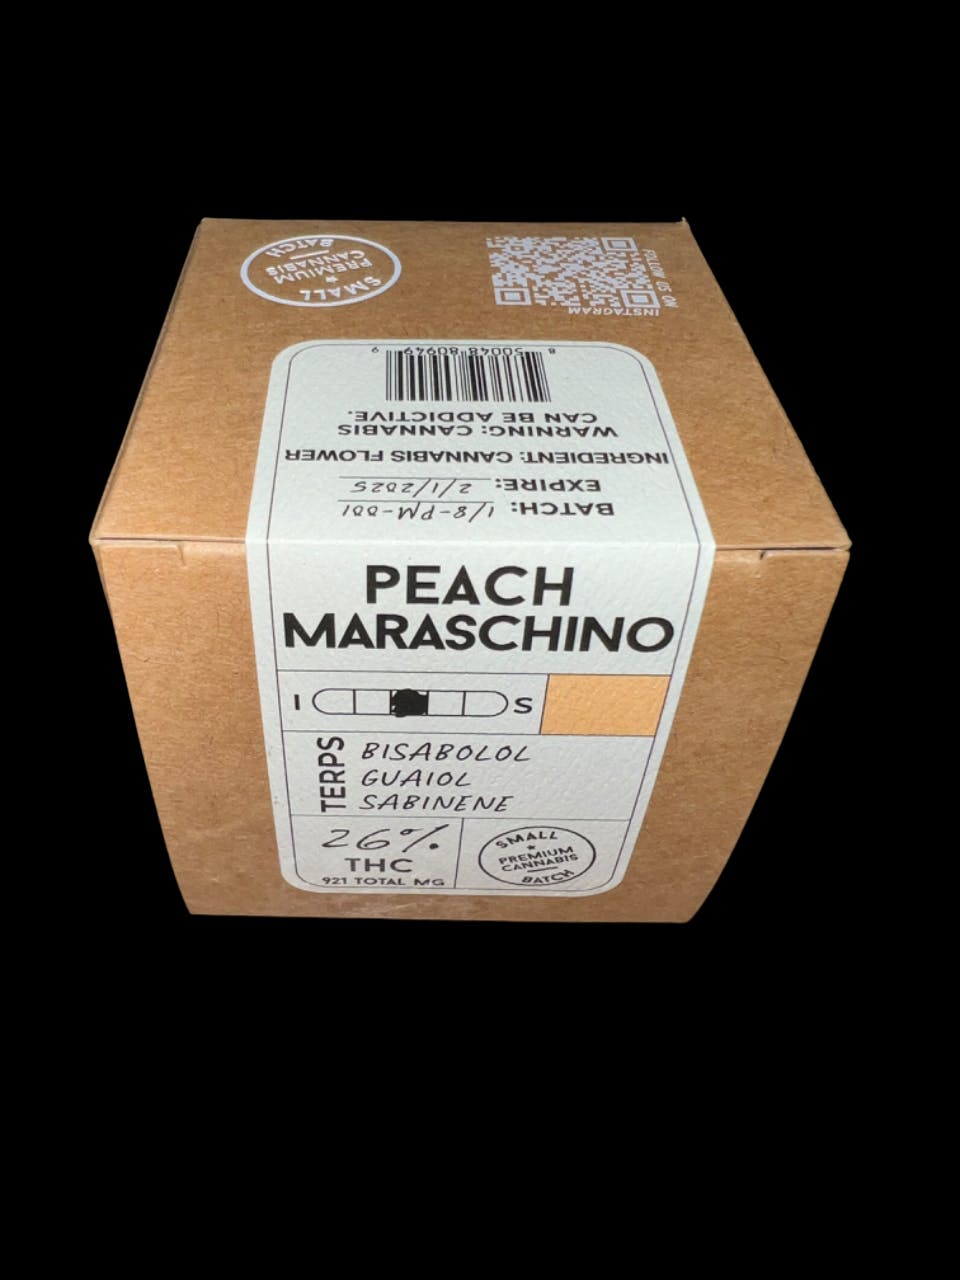 SMALL
PREMIUM
CANNABIS
BATCH
FOLLOW US ON
INSTAGRAM
BATCH: 1/8-PM-001
EXPIRE: 2/1/2025
INGREDIENT: CANNABIS FLOWER
WARNING: CANNABIS
CAN BE ADDICTIVE.
8 50048 80949 9
PEACH
MARASCHINO
I S
TERPS
BISABOLOL
GUAIOL
SABINENE
26%
THC
921 TOTAL MG
SMALL
PREMIUM
CANNABIS
BATCH